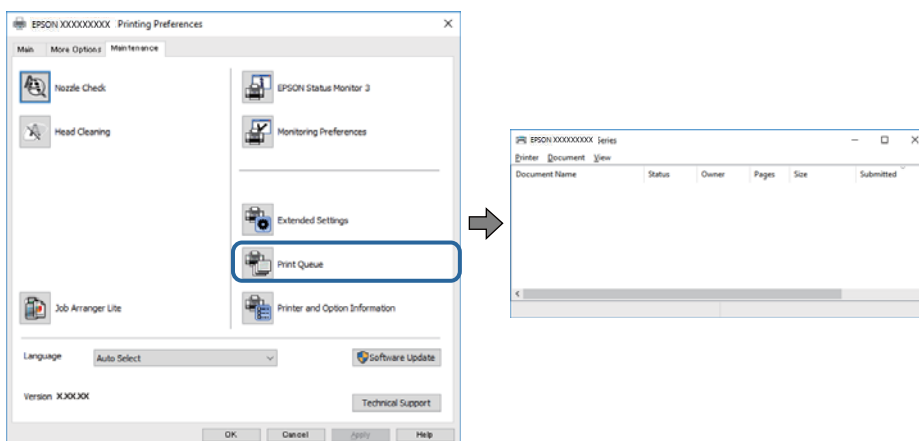 EPSON XXXXXXXXX Printing Preferences
Main More Options Maintenance
Nozzle Check
Head Cleaning
Job Arranger Lite
EPSON Status Monitor 3
Monitoring Preferences
Extended Settings
Print Queue
Printer and Option Information
Language Auto Select Software Update
Version X.XX.XX Technical Support
OK Cancel Apply Help
EPSON XXXXXXXXX Series
Printer Document View
Document Name Status Owner Pages Size Submitted